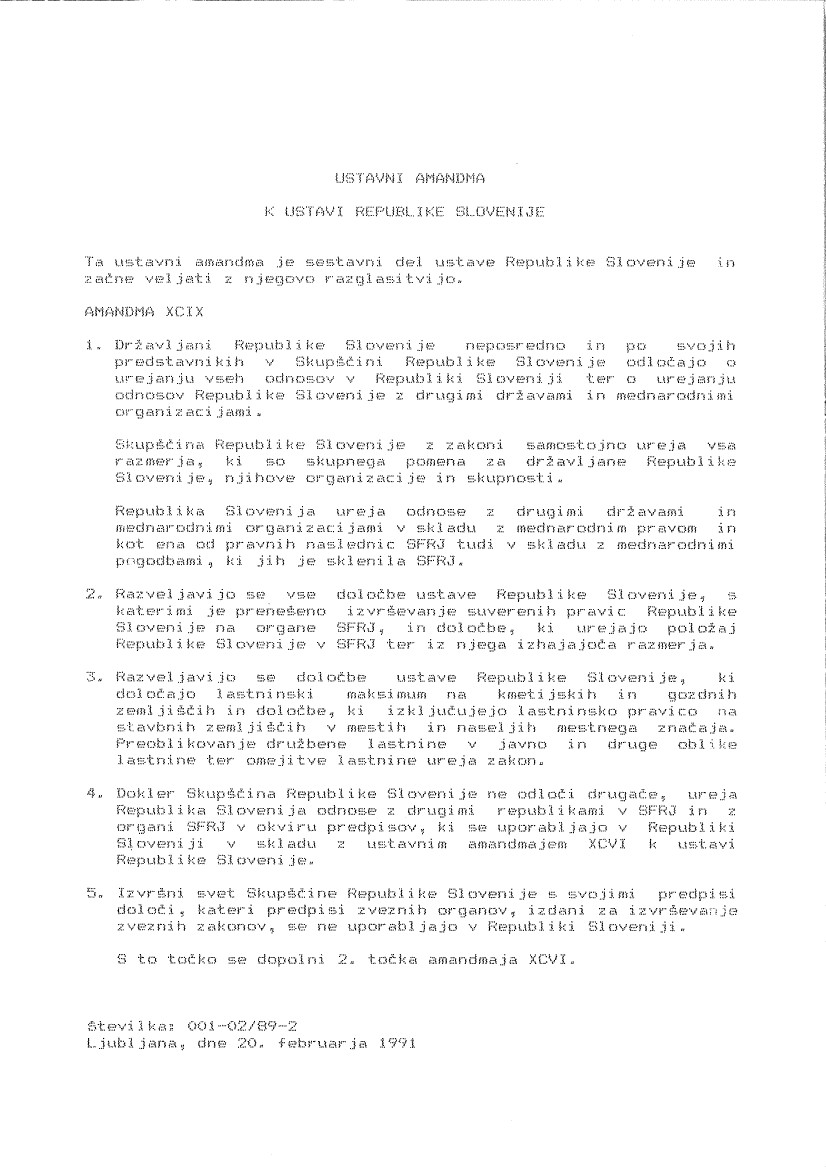 USTAVNI AMANDMA
K USTAVI REPUBLIKE SLOVENIJE
Ta ustavni amandma je sestavni del ustave Republike Slovenije in
začne veljati z njegovo razglasitvijo.
AMANDMA XCIX
1. Državljani Republike Slovenije neposredno in po svojih
predstavnikih v Skupščini Republike Slovenije odločajo o
urejanju vseh odnosov v Republiki Sloveniji ter o urejanju
odnosov Republike Slovenije z drugimi državami in mednarodnimi
organizacijami.
Skupščina Republike Slovenije z zakoni samostojno ureja vsa
razmerja, ki so skupnega pomena za državljane Republike
Slovenije, njihove organizacije in skupnosti.
Republika Slovenija ureja odnose z drugimi državami in
mednarodnimi organizacijami v skladu z mednarodnim pravom in
kot ena od pravnih naslednic SFRJ tudi v skladu z mednarodnimi
pogodbami, ki jih je sklenila SFRJ.
2. Razveljavijo se vse določbe ustave Republike Slovenije, s
katerimi je prenešeno izvrševanje suverenih pravic Republike
Slovenije na organe SFRJ, in določbe, ki urejajo položaj
Republike Slovenije v SFRJ ter iz njega izhajajoča razmerja.
3. Razveljavijo se določbe ustave Republike Slovenije, ki
določajo lastninski maksimum na kmetijskih in gozdnih
zemljiščih in določbe, ki izključujejo lastninsko pravico na
stavbnih zemljiščih v mestih in naseljih mestnega značaja.
Preoblikovanje družbene lastnine v javno in druge oblike
lastnine ter omejitve lastnine ureja zakon.
4. Dokler Skupščina Republike Slovenije ne odloči drugače, ureja
Republika Slovenija odnose z drugimi republikami v SFRJ in z
organi SFRJ v okviru predpisov, ki se uporabljajo v Republiki
Sloveniji v skladu z ustavnim amandmajem XCVI k ustavi
Republike Slovenije.
5. Izvršni svet Skupščine Republike Slovenije s svojimi predpisi
določi, kateri predpisi zveznih organov, izdani za izvrševanje
zveznih zakonov, se ne uporabljajo v Republiki Sloveniji.
S to točko se dopolni 2. točka amandmaja XCVI.
Številka: 001-02/89-2
Ljubljana, dne 20. februarja 1991